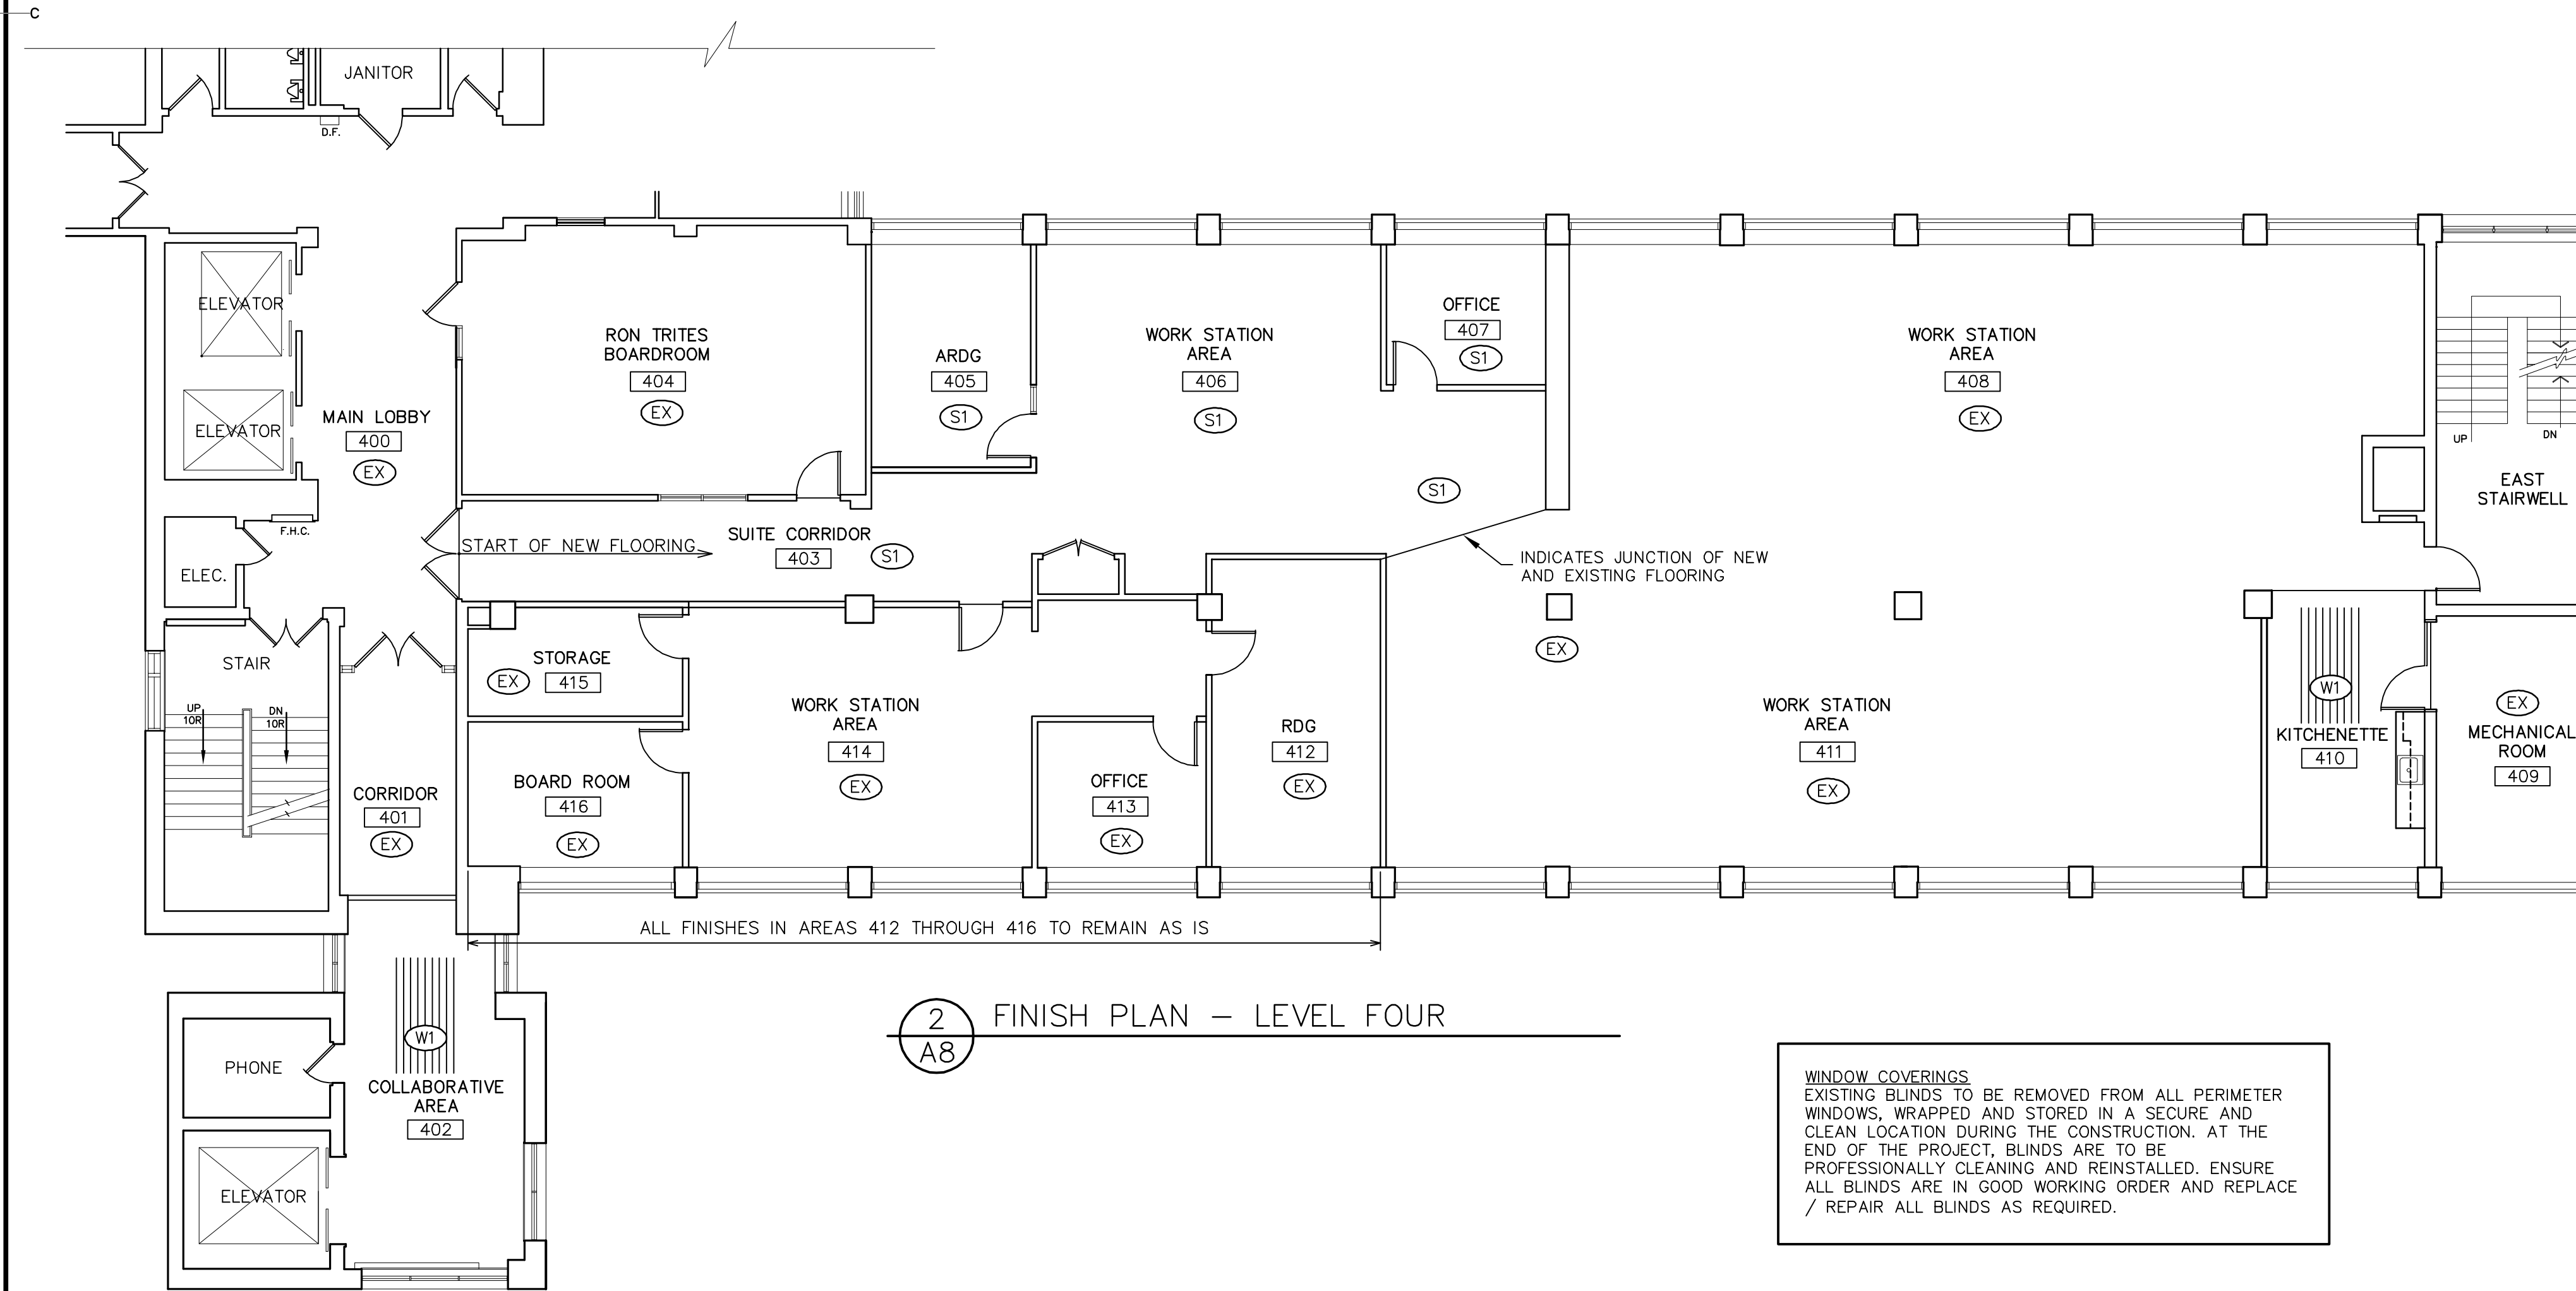 C
JANITOR
D.F.
ELEVATOR
ELEVATOR
MAIN LOBBY
400
EX
F.H.C.
ELEC.
STAIR
UP
10R
DN
10R
CORRIDOR
401
EX
RON TRITES
BOARDROOM
404
EX
ARDG
405
S1
WORK STATION
AREA
406
S1
OFFICE
407
S1
S1
WORK STATION
AREA
408
EX
UP
DN
EAST
STAIRWELL
START OF NEW FLOORING
SUITE CORRIDOR
403
S1
INDICATES JUNCTION OF NEW
AND EXISTING FLOORING
STORAGE
EX
415
BOARD ROOM
416
EX
WORK STATION
AREA
414
EX
OFFICE
413
EX
RDG
412
EX
EX
WORK STATION
AREA
411
EX
W1
KITCHENETTE
410
EX
MECHANICAL
ROOM
409
ALL FINISHES IN AREAS 412 THROUGH 416 TO REMAIN AS IS
W1
PHONE
COLLABORATIVE
AREA
402
ELEVATOR
2
A8
FINISH PLAN – LEVEL FOUR
WINDOW COVERINGS
EXISTING BLINDS TO BE REMOVED FROM ALL PERIMETER
WINDOWS, WRAPPED AND STORED IN A SECURE AND
CLEAN LOCATION DURING THE CONSTRUCTION. AT THE
END OF THE PROJECT, BLINDS ARE TO BE
PROFESSIONALLY CLEANING AND REINSTALLED. ENSURE
ALL BLINDS ARE IN GOOD WORKING ORDER AND REPLACE
/ REPAIR ALL BLINDS AS REQUIRED.